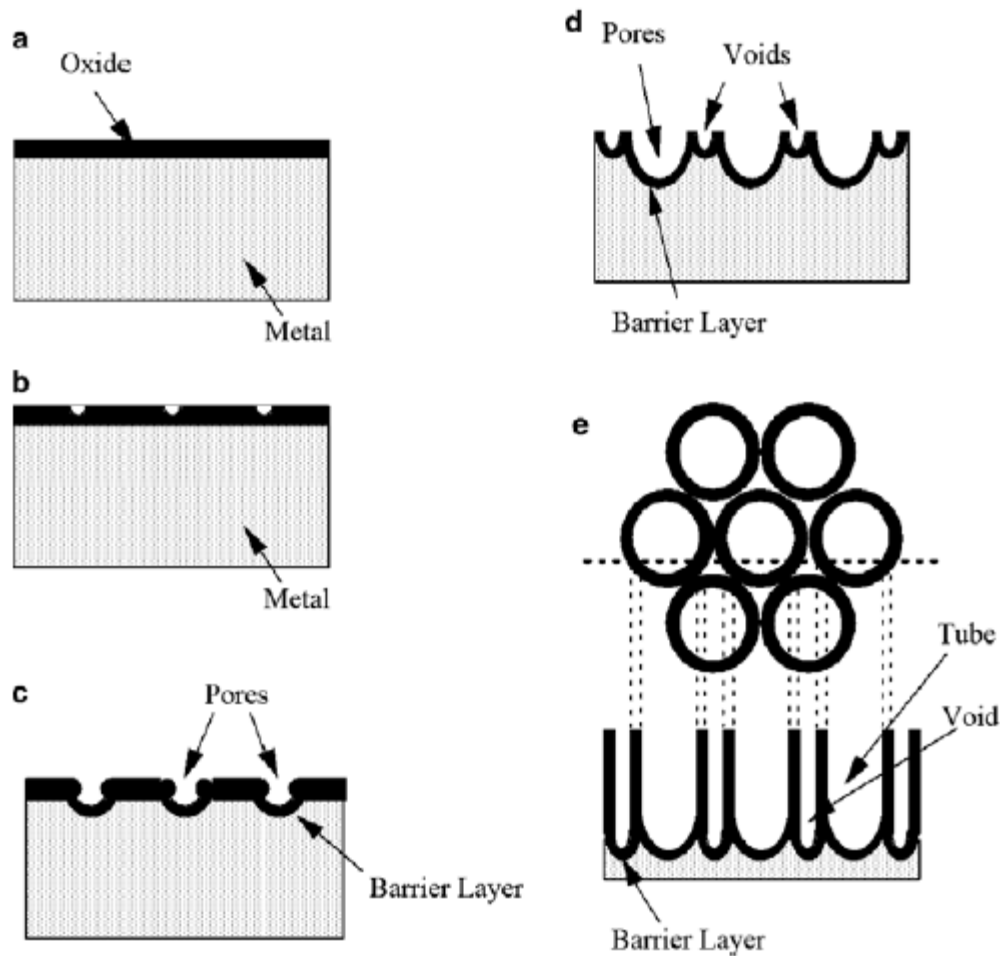 a
Oxide
Metal
b
Metal
c
Pores
Barrier Layer
d
Pores
Voids
Barrier Layer
e
Tube
Void
Barrier Layer